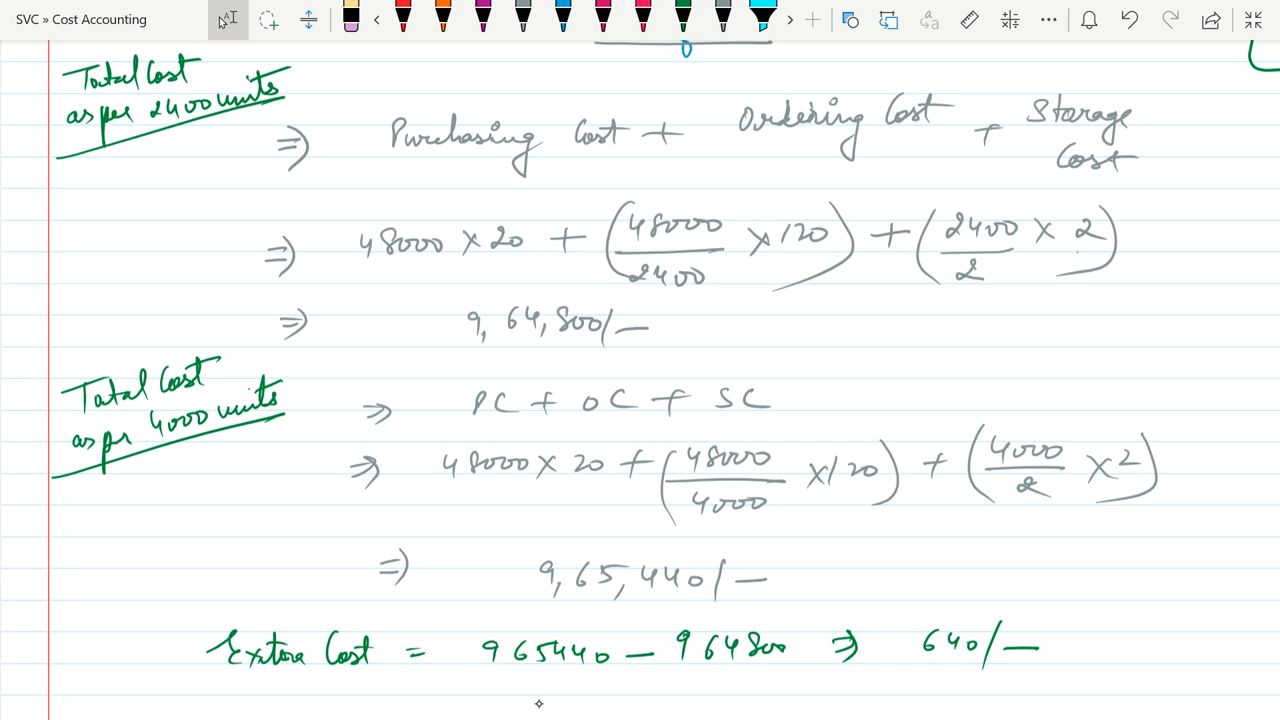 SVC » Cost Accounting
Total Cost
as per 2400 units
⇒ Purchasing Cost + Ordering Cost + Storage Cost
⇒ 48000 × 20 + (48000/2400 × 120) + (2400/2 × 2)
⇒ 9,64,800/—
Total Cost
as per 4000 units
⇒ PC + OC + SC
⇒ 48000 × 20 + (48000/4000 × 120) + (4000/2 × 2)
⇒ 9,65,440/—
Extra Cost = 965440 — 964800 ⇒ 640/—